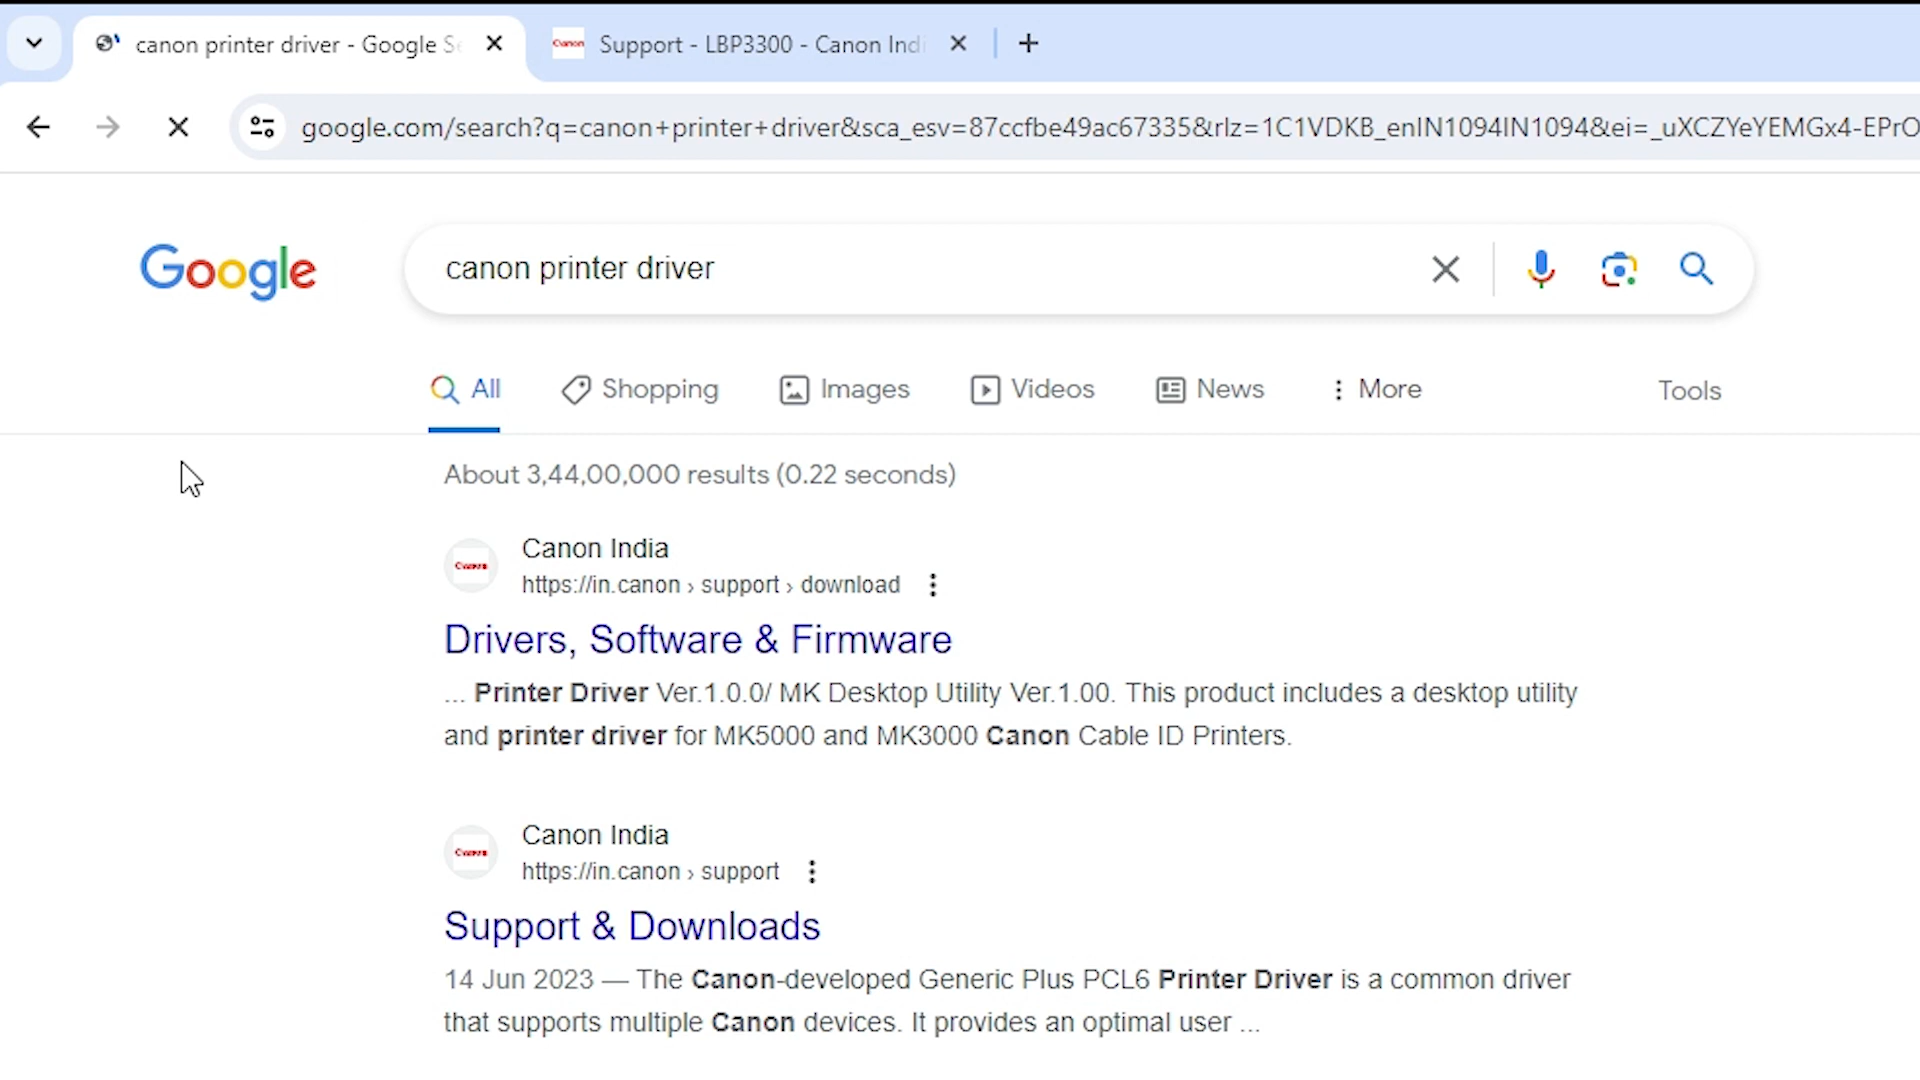 canon printer driver - Google Se
Support - LBP3300 - Canon Indi
google.com/search?q=canon+printer+driver&sca_esv=87ccfbe49ac67335&rlz=1C1VDKB_enIN1094IN1094&ei=_uXCZYeYEMGx4-EPrO
Google
canon printer driver
All
Shopping
Images
Videos
News
More
Tools
About 3,44,00,000 results (0.22 seconds)
Canon
Canon India
https://in.canon › support › download
Drivers, Software & Firmware
... Printer Driver Ver.1.0.0/ MK Desktop Utility Ver.1.00. This product includes a desktop utility
and printer driver for MK5000 and MK3000 Canon Cable ID Printers.
Canon
Canon India
https://in.canon › support
Support & Downloads
14 Jun 2023 — The Canon-developed Generic Plus PCL6 Printer Driver is a common driver
that supports multiple Canon devices. It provides an optimal user ...